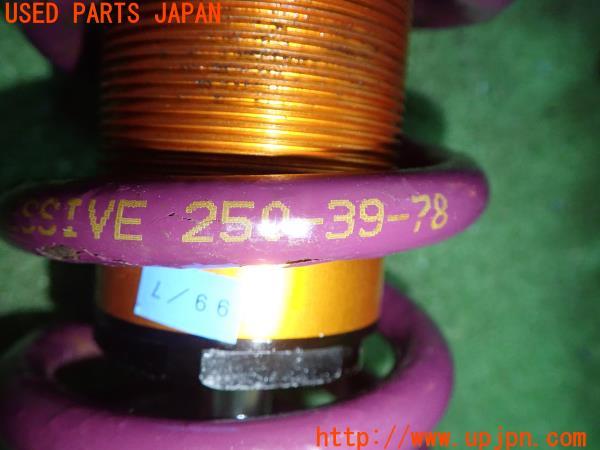 USED PARTS JAPAN
SSIVE 250-39-78
99/7
http://www.upjpn.com